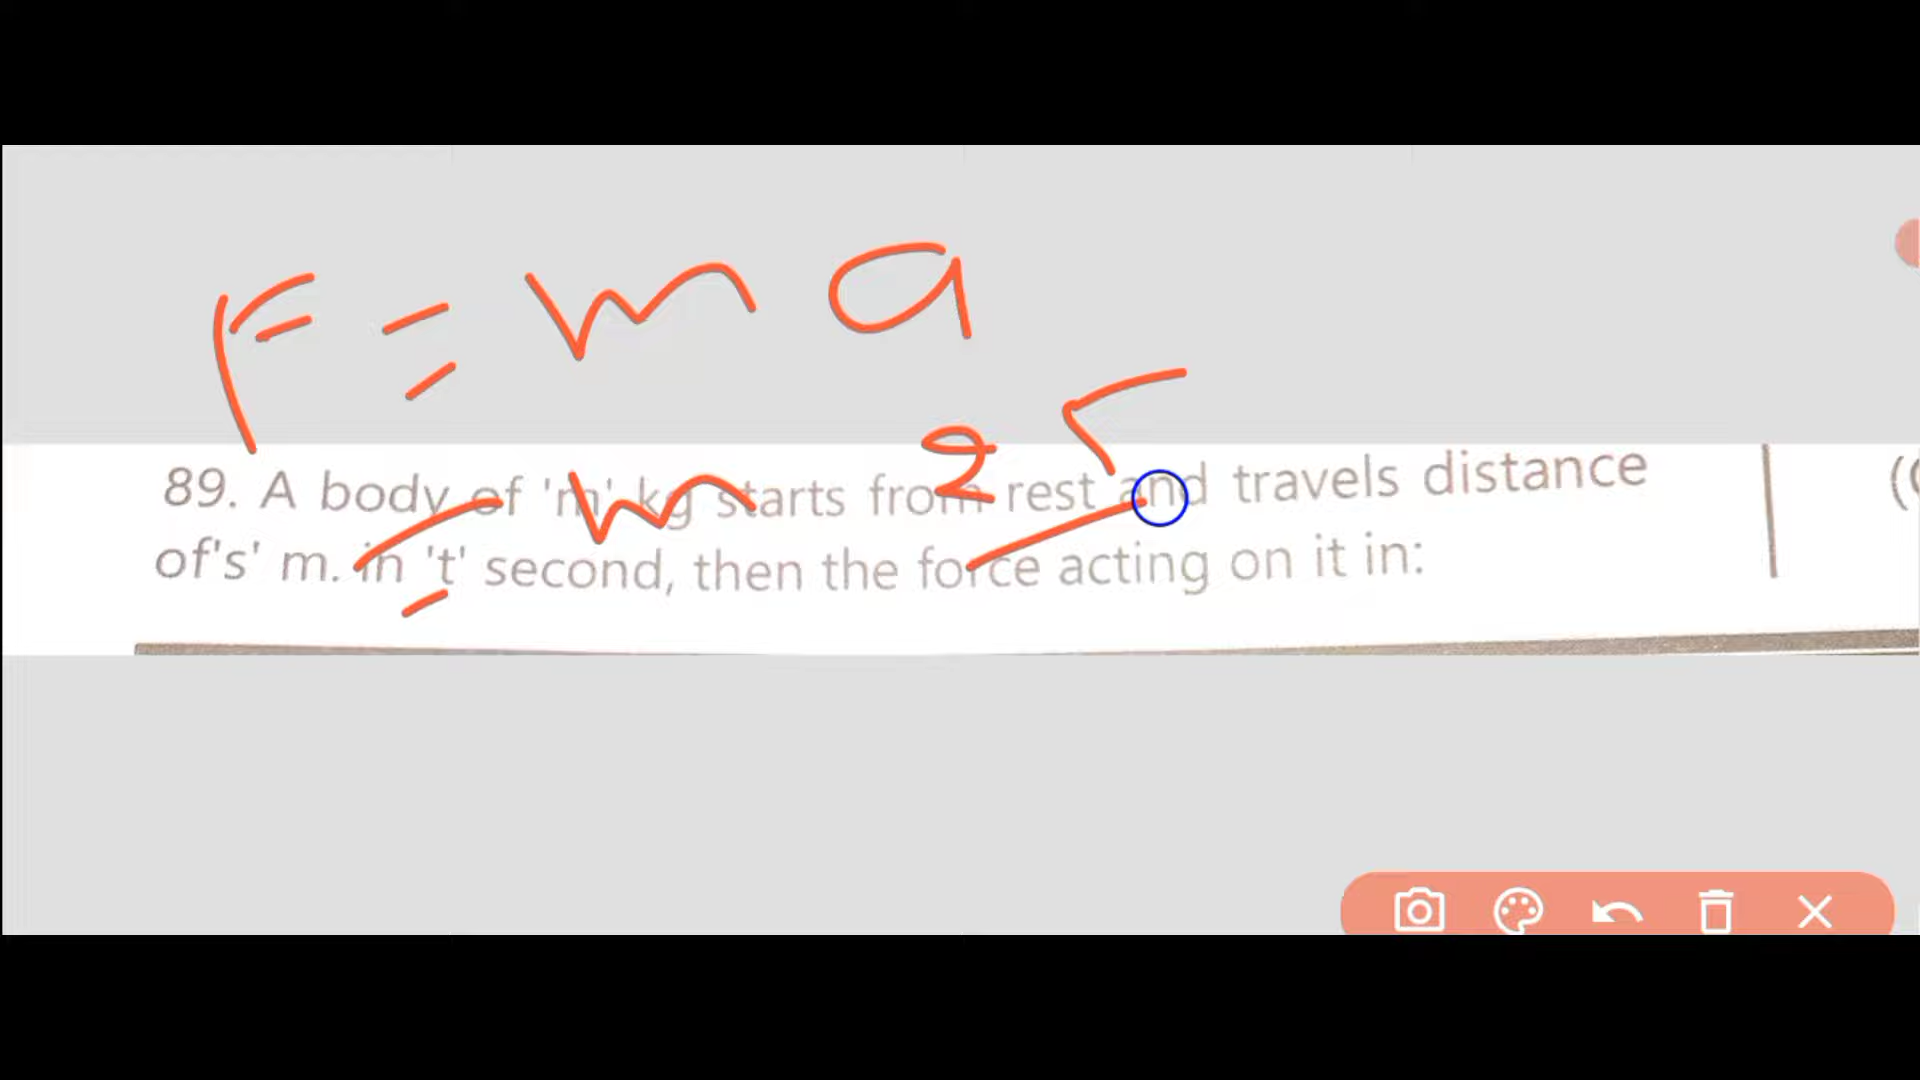 F = m a
= m 2 s
89. A body of 'm' kg starts from rest and travels distance
of's' m. in 't' second, then the force acting on it in: